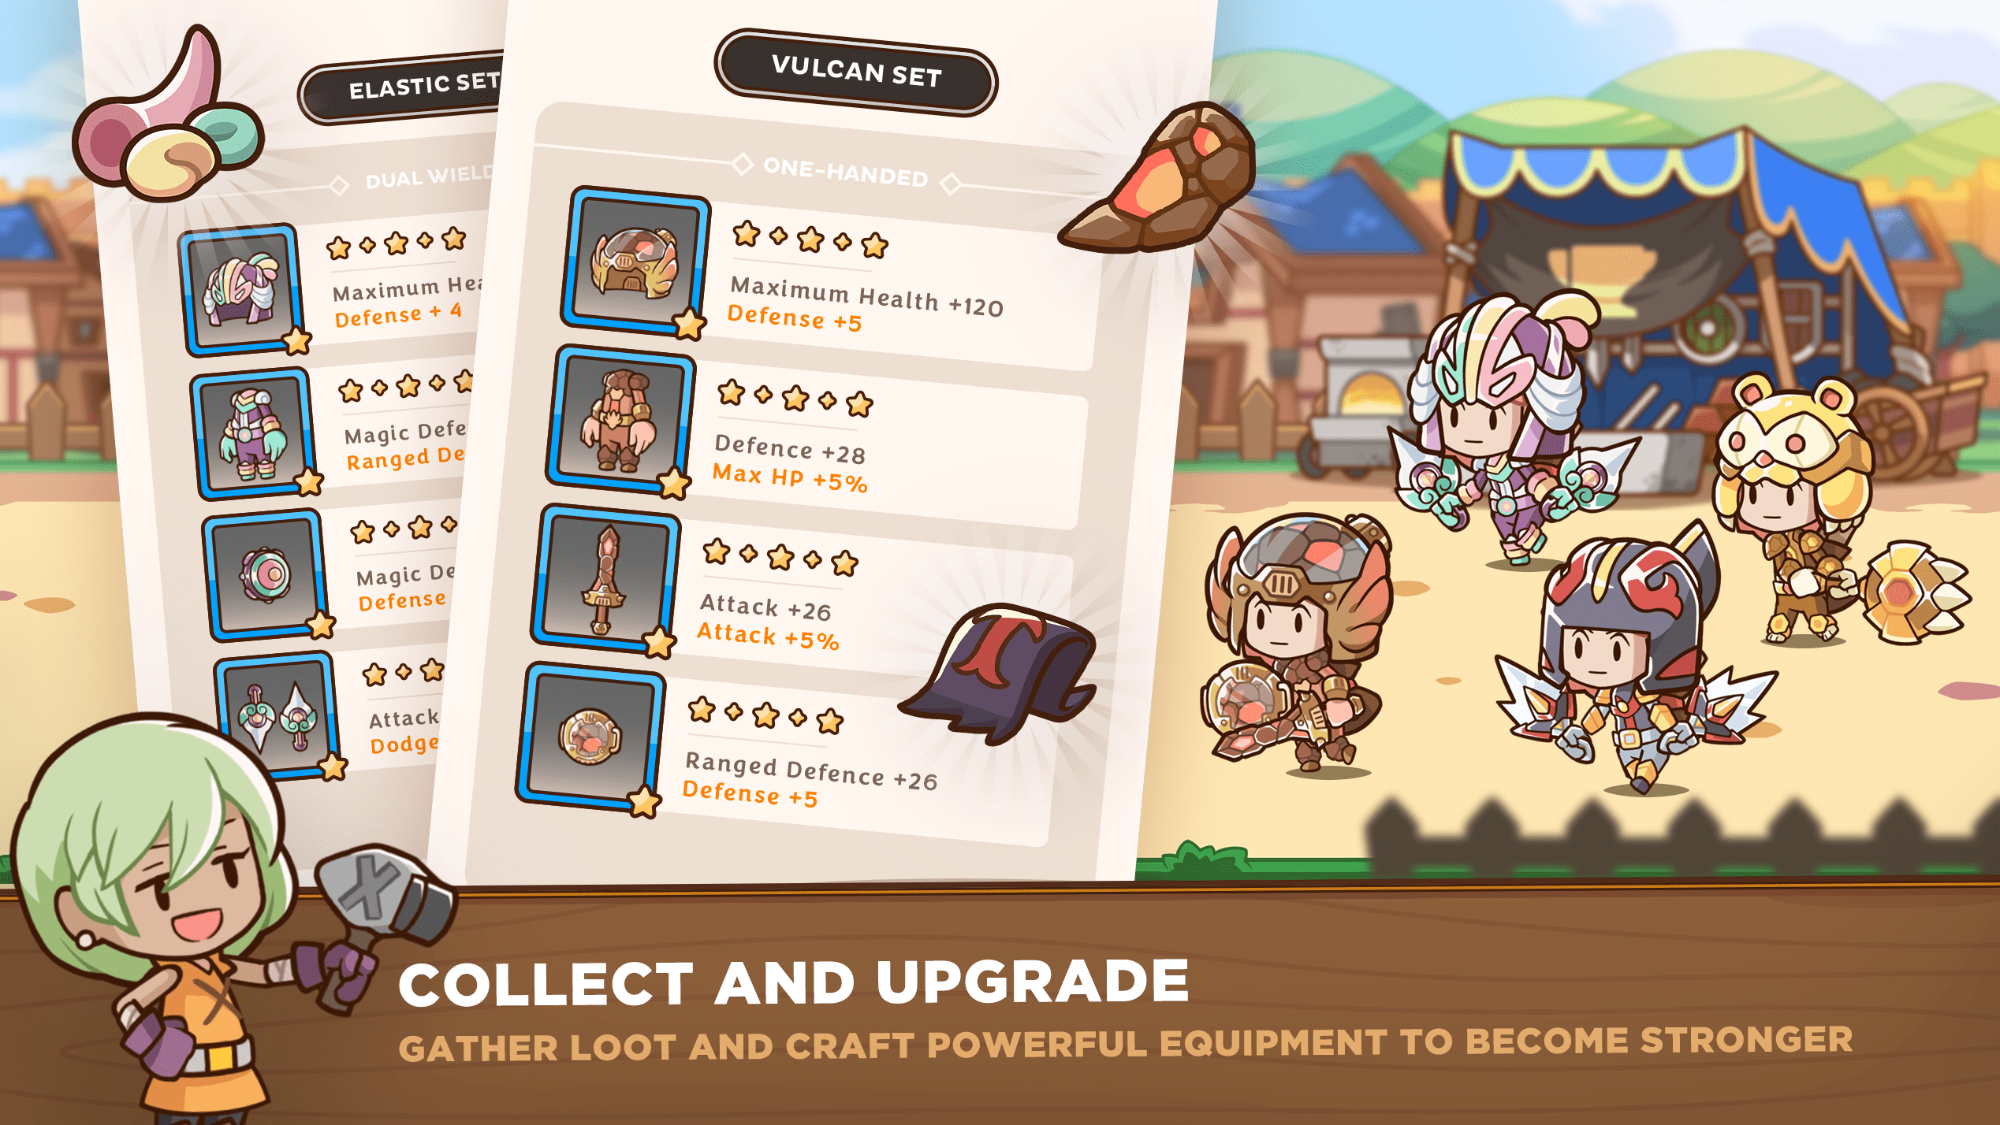 ELASTIC SET
DUAL WIELD
Maximum Hea
Defense + 4
Magic Defe
Ranged De
Magic De
Defense
Attack
Dodge
VULCAN SET
ONE-HANDED
Maximum Health +120
Defense +5
Defence +28
Max HP +5%
Attack +26
Attack +5%
Ranged Defence +26
Defense +5
COLLECT AND UPGRADE
GATHER LOOT AND CRAFT POWERFUL EQUIPMENT TO BECOME STRONGER